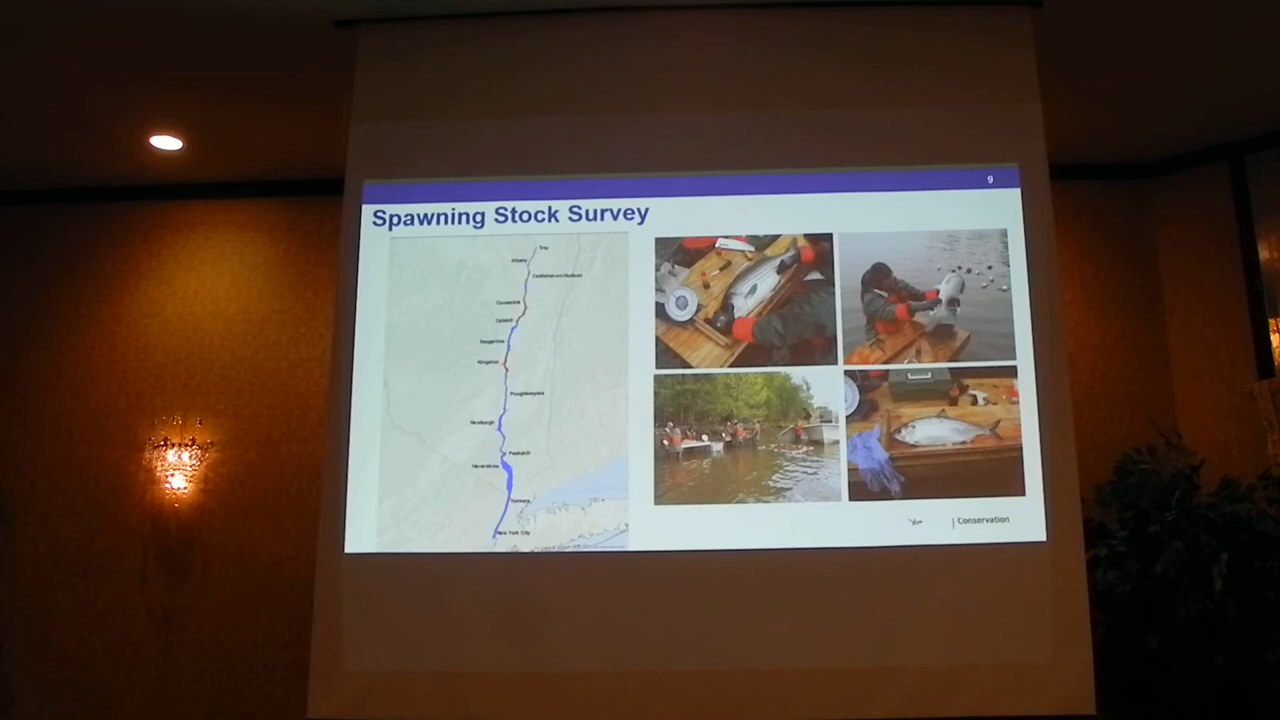 9
Spawning Stock Survey
Troy
Albany
Castleton-on-Hudson
Coxsackie
Catskill
Saugerties
Kingston
Poughkeepsie
Newburgh
Peekskill
Haverstraw
Yonkers
New York City
Conservation